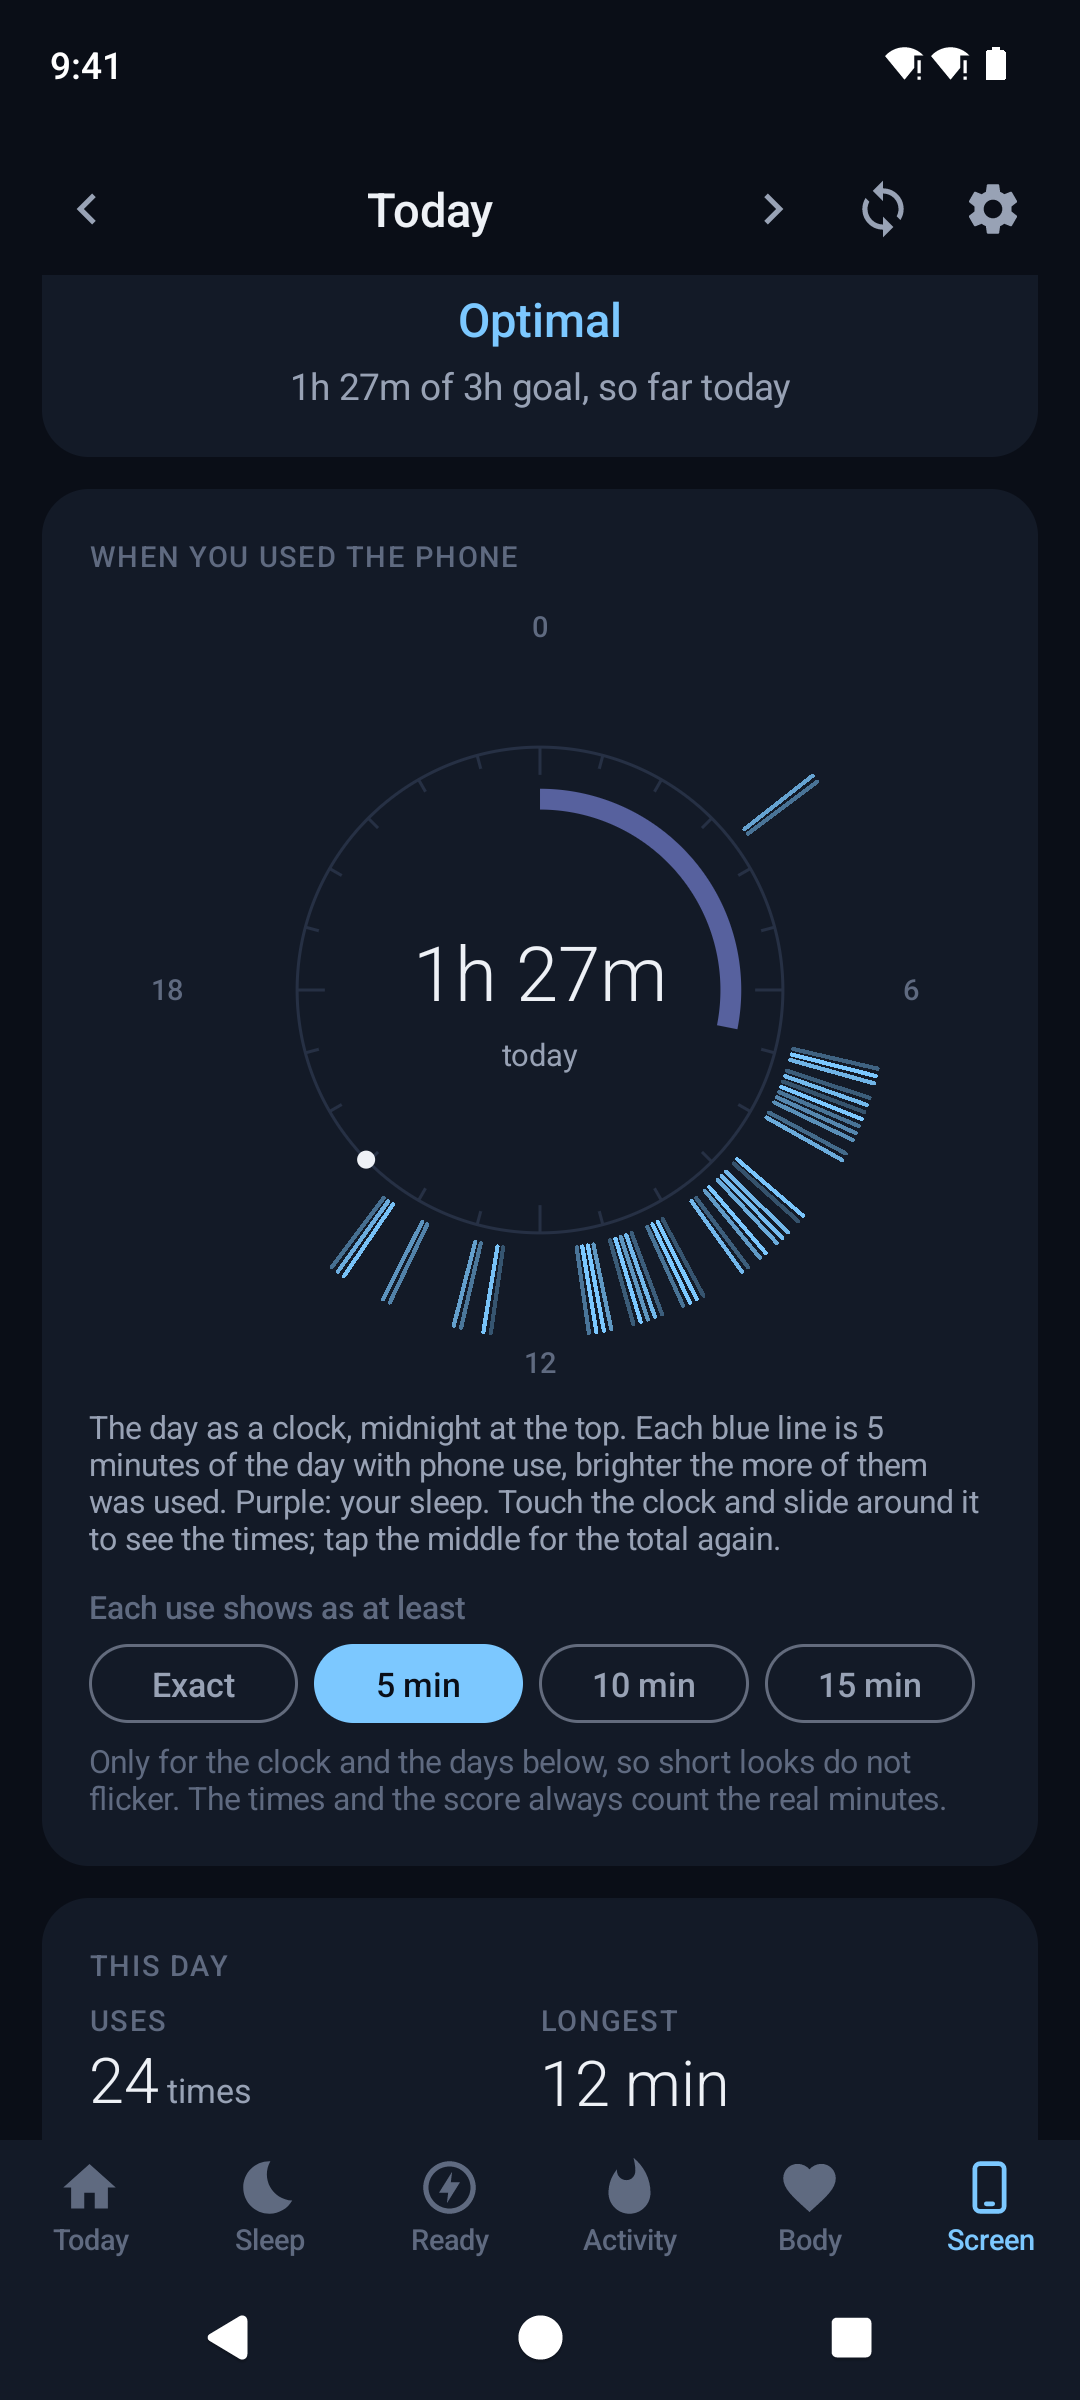 9:41
Today
Optimal
1h 27m of 3h goal, so far today
WHEN YOU USED THE PHONE
0
18
1h 27m
6
today
12
The day as a clock, midnight at the top. Each blue line is 5
minutes of the day with phone use, brighter the more of them
was used. Purple: your sleep. Touch the clock and slide around it
to see the times; tap the middle for the total again.
Each use shows as at least
Exact
5 min
10 min
15 min
Only for the clock and the days below, so short looks do not
flicker. The times and the score always count the real minutes.
THIS DAY
USES
LONGEST
24 times
12 min
Today
Sleep
Ready
Activity
Body
Screen